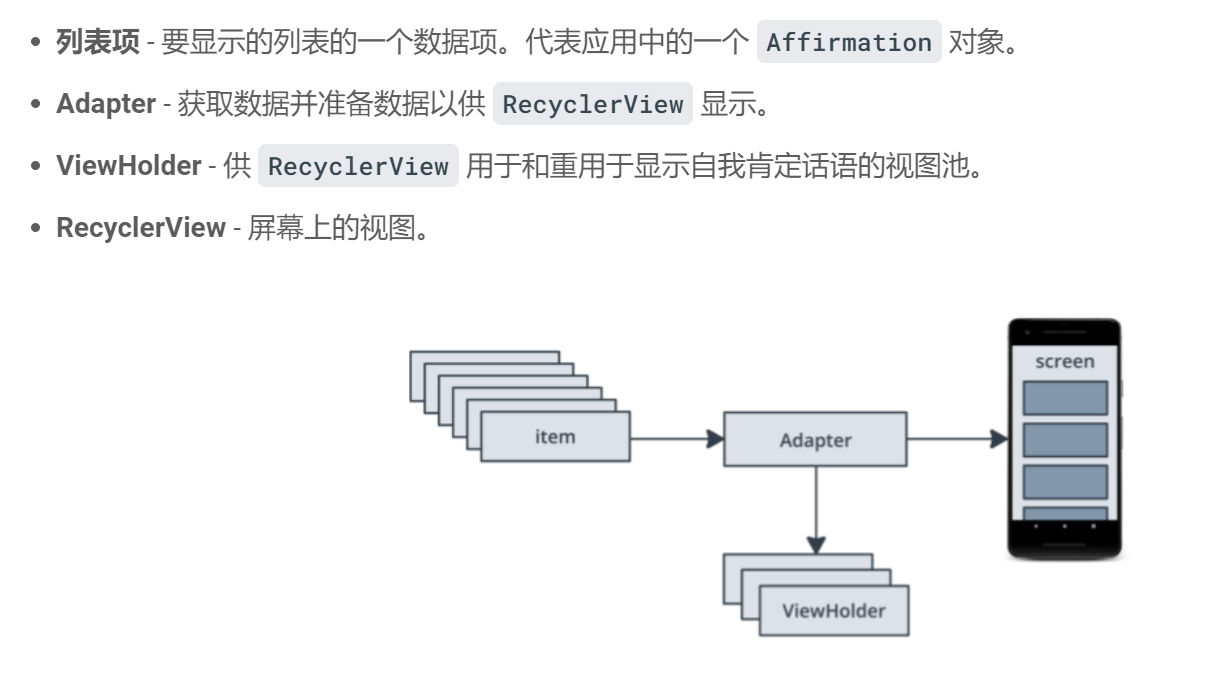 列表项 - 要显示的列表的一个数据项。代表应用中的一个 Affirmation 对象。
Adapter - 获取数据并准备数据以供 RecyclerView 显示。
ViewHolder - 供 RecyclerView 用于和重用于显示自我肯定话语的视图池。
RecyclerView - 屏幕上的视图。
screen
item
Adapter
ViewHolder